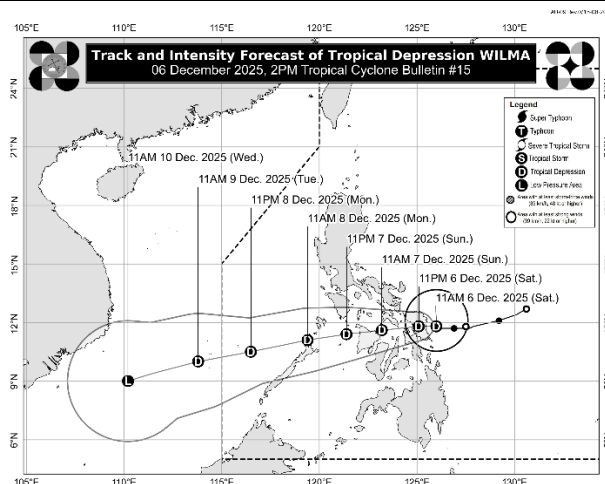 105°E 110°E 115°E 120°E 125°E 130°E
Track and Intensity Forecast of Tropical Depression WILMA
06 December 2025, 2PM Tropical Cyclone Bulletin #15
24°N
Legend
Super Typhoon
T Typhoon
Severe Tropical Storm
S Tropical Storm
D Tropical Depression
L Low Pressure Area
21°N
11AM 10 Dec. 2025 (Wed.)
11AM 9 Dec. 2025 (Tue.)
18°N
11PM 8 Dec. 2025 (Mon.)
11AM 8 Dec. 2025 (Mon.)
11PM 7 Dec. 2025 (Sun.)
15°N
11AM 7 Dec. 2025 (Sun.)
11PM 6 Dec. 2025 (Sat.)
11AM 6 Dec. 2025 (Sat.)
12°N
L D D D D D D D
9°N
6°N
105°E 110°E 115°E 120°E 125°E 130°E